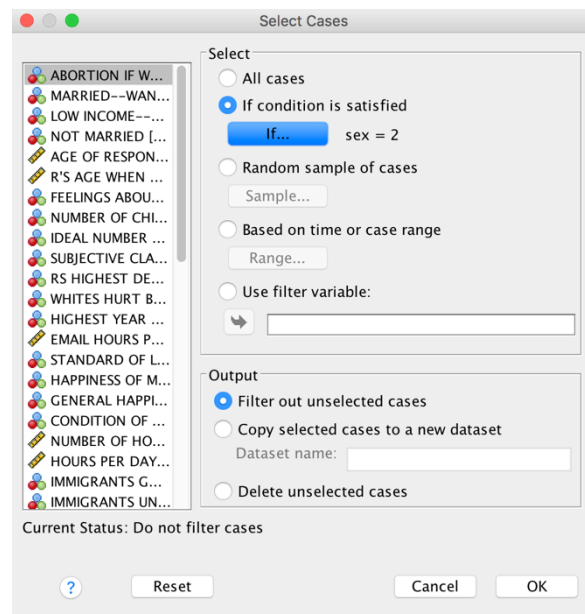 Select Cases
ABORTION IF W...
MARRIED--WAN...
LOW INCOME--...
NOT MARRIED [...
AGE OF RESPON...
R'S AGE WHEN ...
FEELINGS ABOU...
NUMBER OF CHI...
IDEAL NUMBER ...
SUBJECTIVE CLA...
RS HIGHEST DE...
WHITES HURT B...
HIGHEST YEAR ...
EMAIL HOURS P...
STANDARD OF L...
HAPPINESS OF M...
GENERAL HAPPI...
CONDITION OF ...
NUMBER OF HO...
HOURS PER DAY...
IMMIGRANTS G...
IMMIGRANTS UN...
Select
All cases
If condition is satisfied
If... sex = 2
Random sample of cases
Sample...
Based on time or case range
Range...
Use filter variable:
Output
Filter out unselected cases
Copy selected cases to a new dataset
Dataset name:
Delete unselected cases
Current Status: Do not filter cases
? Reset Cancel OK